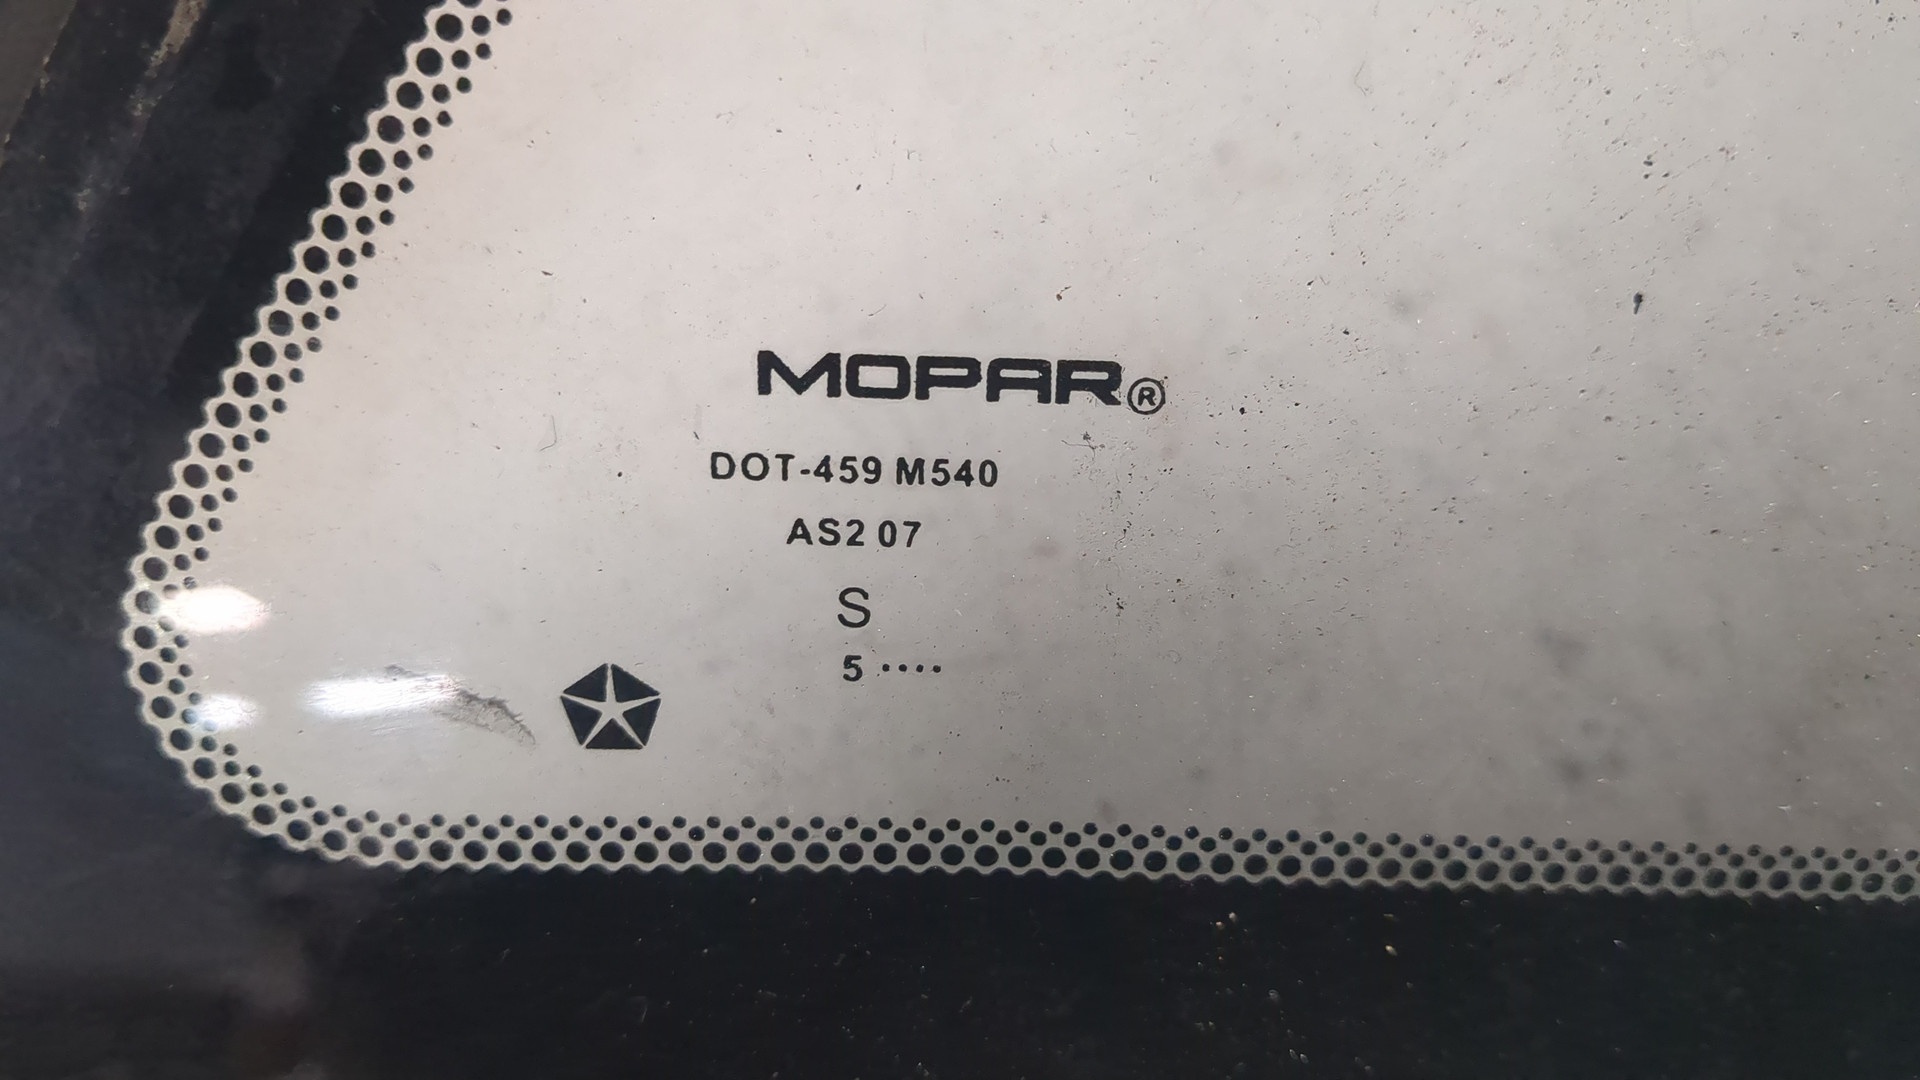 MOPAR®
DOT-459 M540
AS2 07
S
5 ····